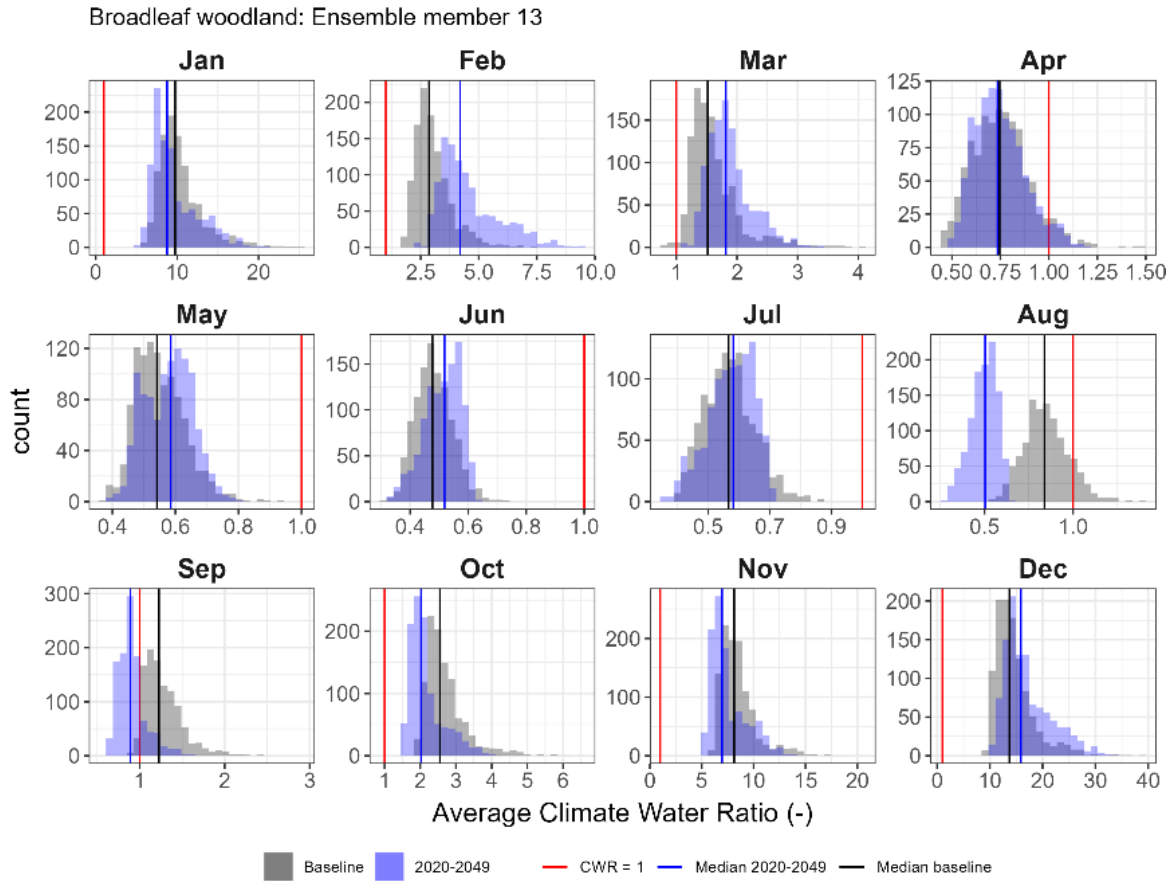 Broadleaf woodland: Ensemble member 13
Jan Feb Mar Apr
200 150 100 50 0
200 150 100 50 0
150 100 50 0
125 100 75 50 25 0
0 10 20
2.5 5.0 7.5 10.0
1 2 3 4
0.50 0.75 1.00 1.25 1.50
May Jun Jul Aug
120 80 40 0
150 100 50 0
100 50 0
200 150 100 50 0
0.4 0.6 0.8 1.0
0.4 0.6 0.8 1.0
0.5 0.7 0.9
0.5 1.0
count
Sep Oct Nov Dec
300 200 100 0
200 100 0
200 100 0
200 150 100 50 0
1 2 3
1 2 3 4 5 6
0 5 10 15 20
0 10 20 30 40
Average Climate Water Ratio (-)
Baseline 2020-2049 CWR = 1 Median 2020-2049 Median baseline